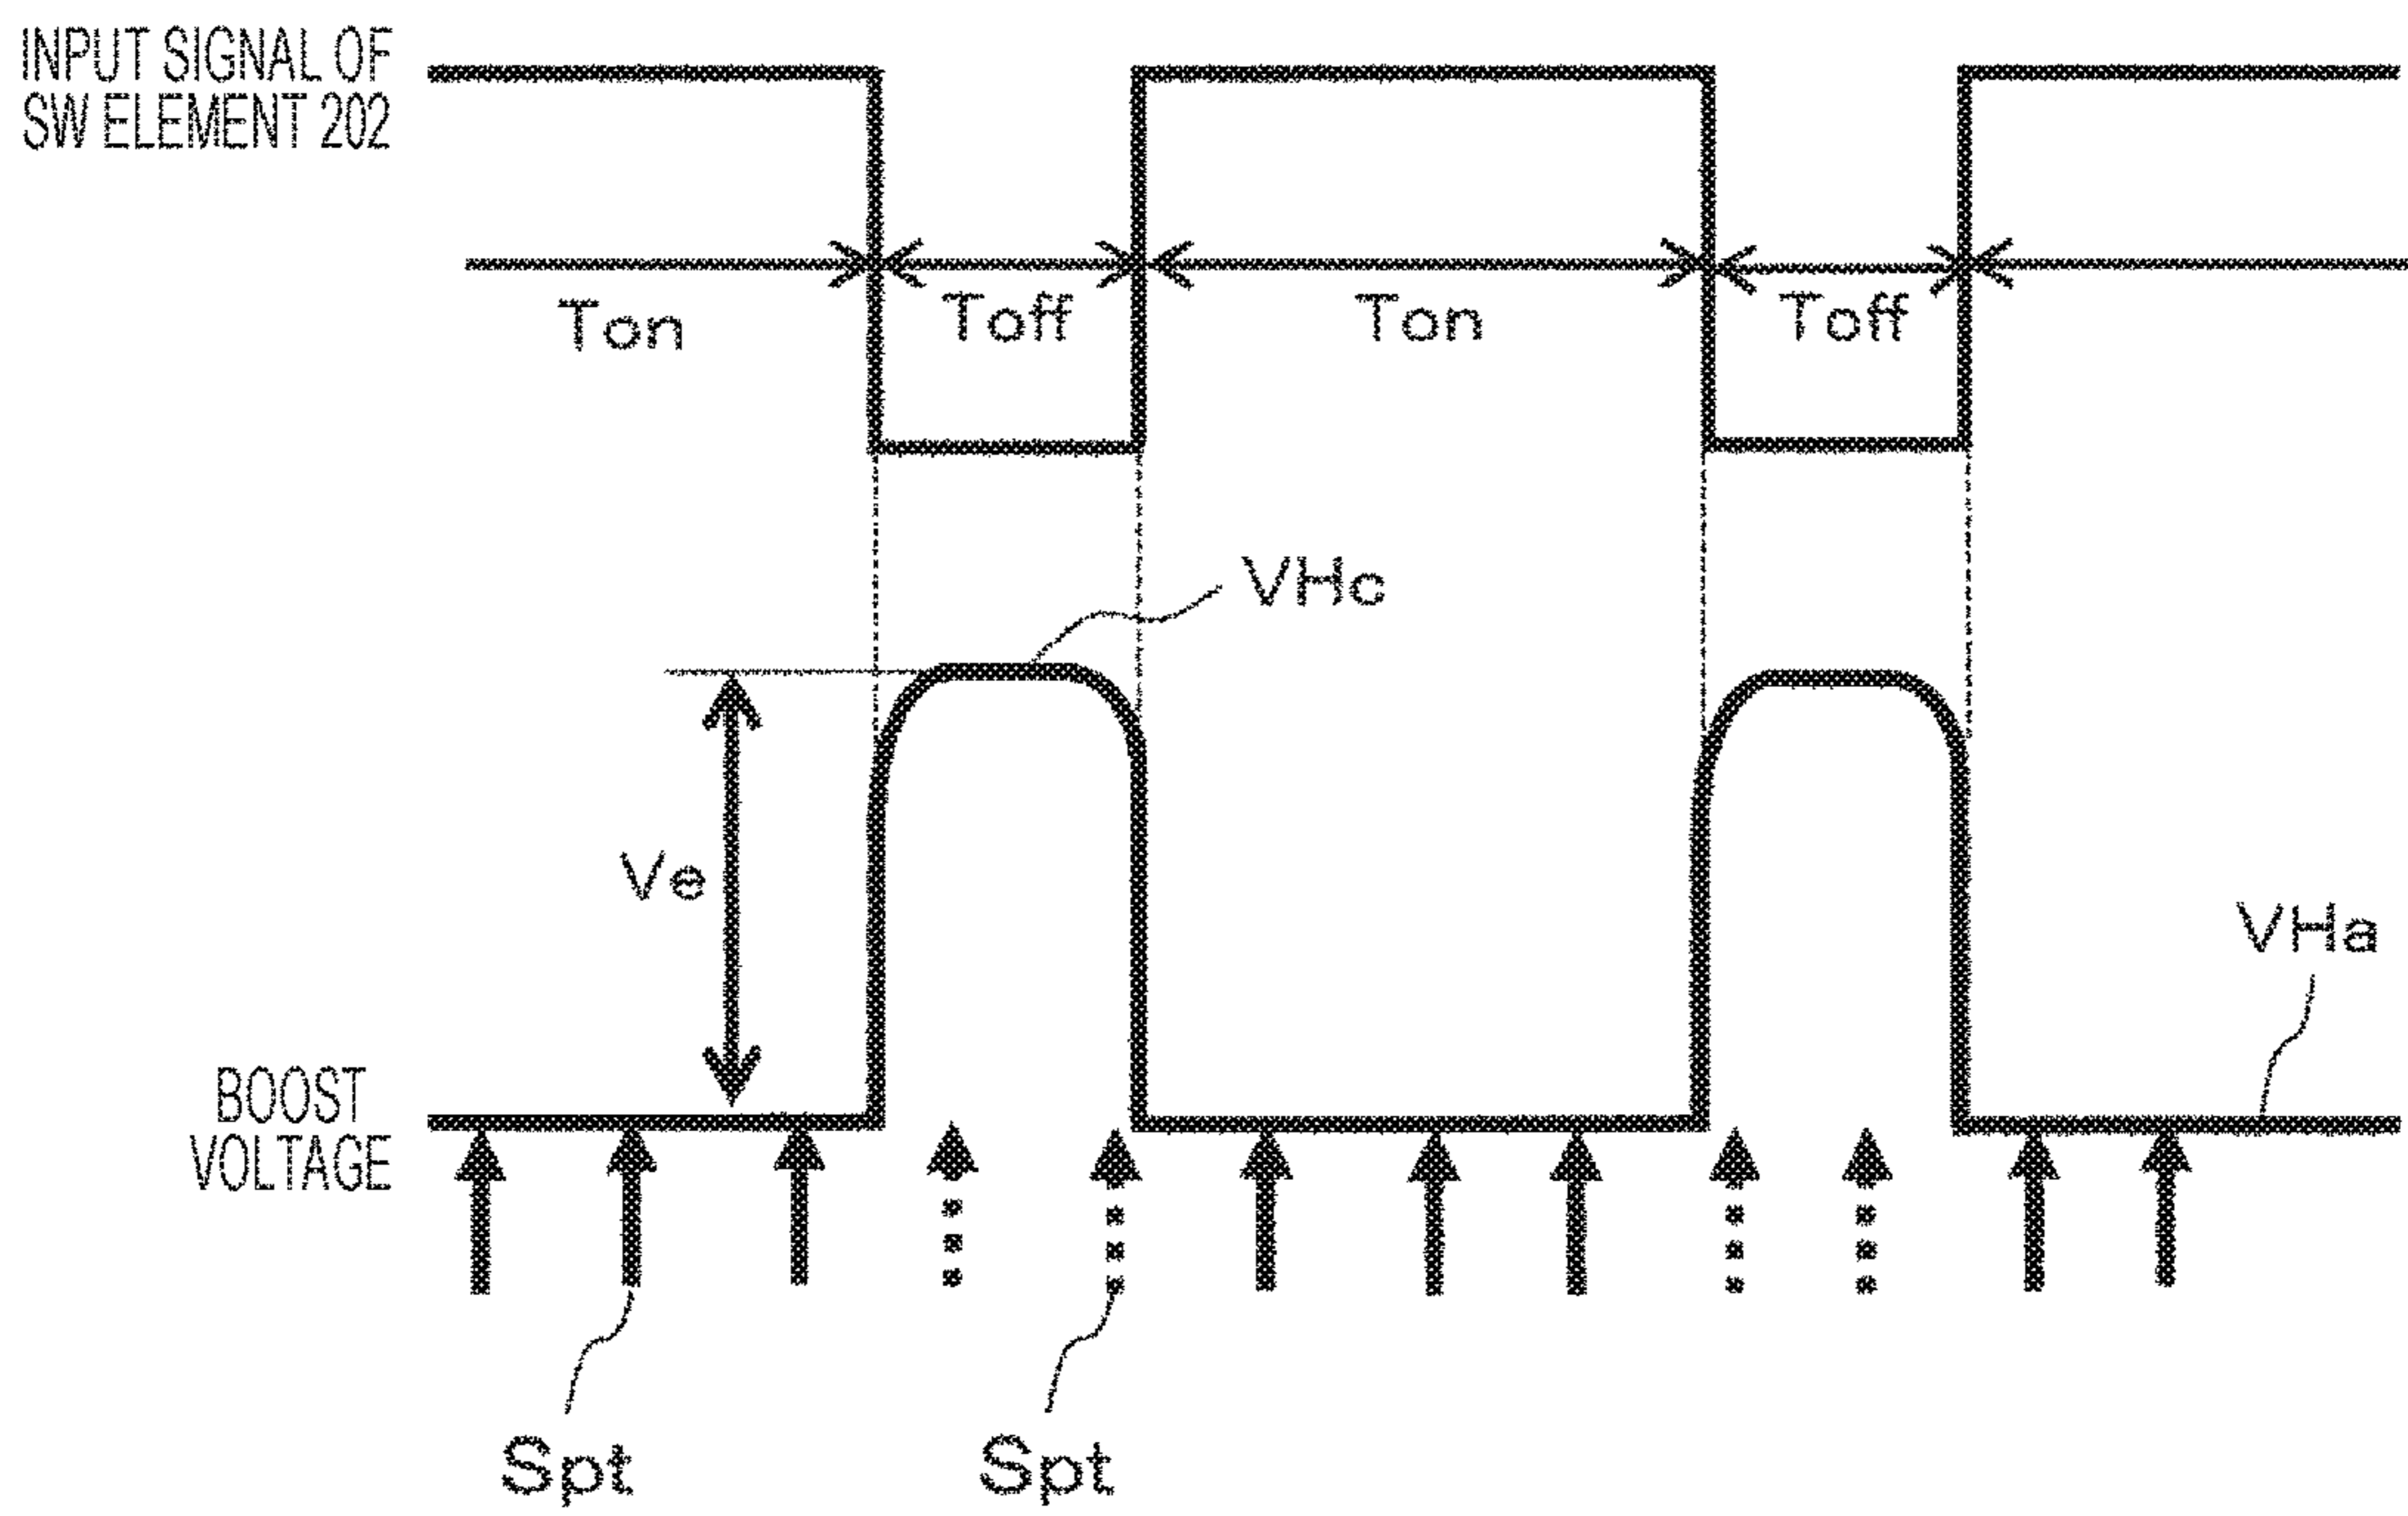 INPUT SIGNAL OF
SW ELEMENT 202
Ton
Toff
Ton
Toff
VHc
Ve
VHa
BOOST
VOLTAGE
Spt
Spt